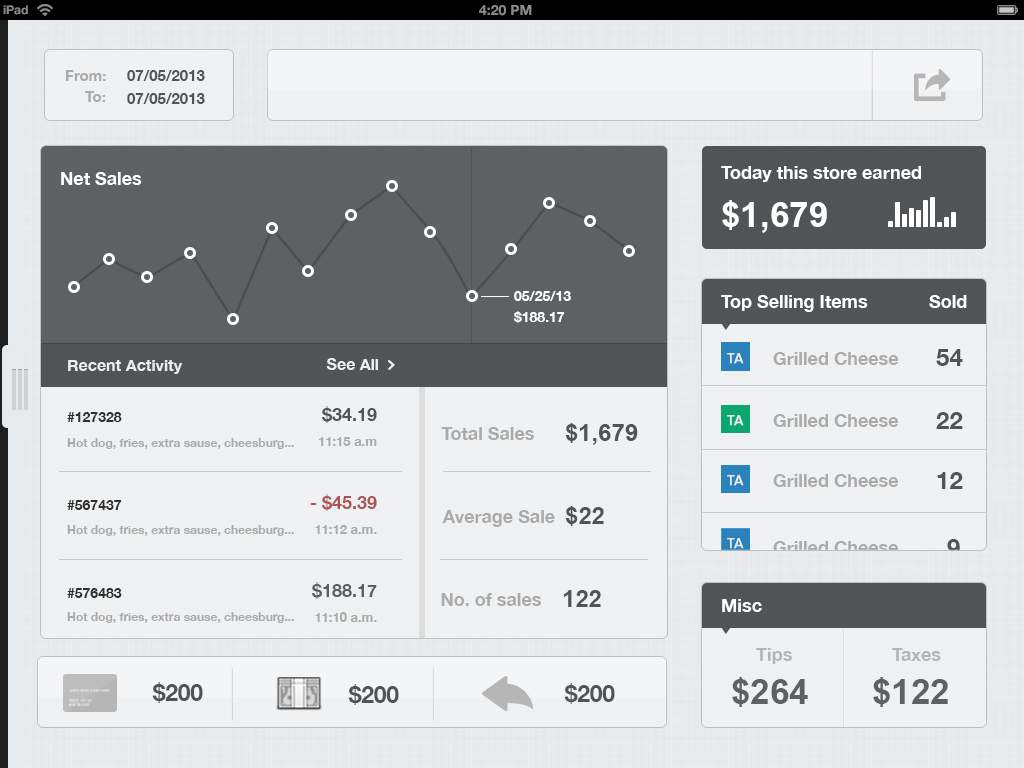 iPad 4:20 PM
From: 07/05/2013
To: 07/05/2013
Net Sales
05/25/13
$188.17
Recent Activity See All >
#127328 $34.19
Hot dog, fries, extra sause, cheesburg... 11:15 a.m
#567437 - $45.39
Hot dog, fries, extra sause, cheesburg... 11:12 a.m.
#576483 $188.17
Hot dog, fries, extra sause, cheesburg... 11:10 a.m.
Total Sales $1,679
Average Sale $22
No. of sales 122
$200 $200 $200
Today this store earned
$1,679
Top Selling Items Sold
TA Grilled Cheese 54
TA Grilled Cheese 22
TA Grilled Cheese 12
TA Grilled Cheese 9
Misc
Tips Taxes
$264 $122